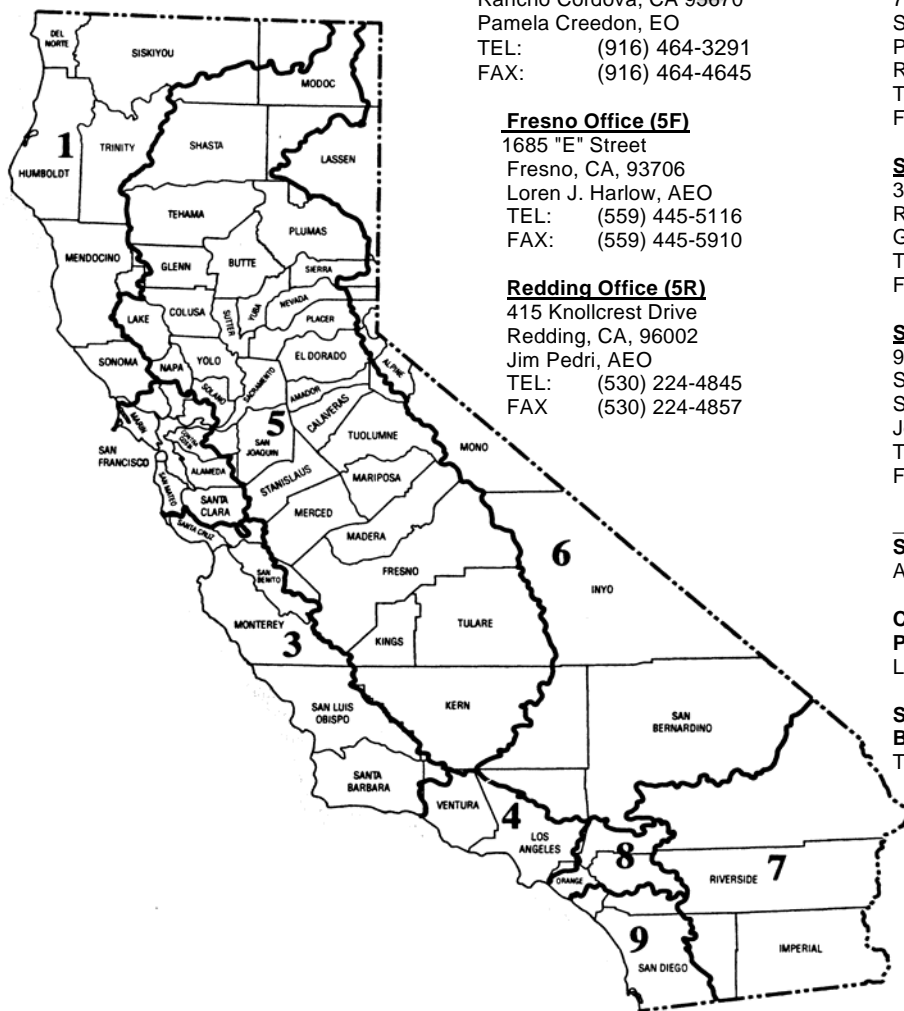 Rancho Cordova, CA 95670
Pamela Creedon, EO
TEL: (916) 464-3291
FAX: (916) 464-4645
Fresno Office (5F)
1685 "E" Street
Fresno, CA, 93706
Loren J. Harlow, AEO
TEL: (559) 445-5116
FAX: (559) 445-5910
Redding Office (5R)
415 Knollcrest Drive
Redding, CA, 96002
Jim Pedri, AEO
TEL: (530) 224-4845
FAX (530) 224-4857
DEL
NORTE
SISKIYOU
MODOC
1
HUMBOLDT
TRINITY
SHASTA
LASSEN
TEHAMA
PLUMAS
MENDOCINO
GLENN
BUTTE
SIERRA
LAKE
COLUSA
SUTTER
YUBA
NEVADA
PLACER
SONOMA
NAPA
YOLO
SOLANO
SACRAMENTO
EL DORADO
ALPINE
AMADOR
CALAVERAS
5
MARIN
CONTRA
COSTA
SAN
JOAQUIN
TUOLUMNE
MONO
SAN
FRANCISCO
ALAMEDA
STANISLAUS
MARIPOSA
SAN MATEO
SANTA
CLARA
MERCED
SANTA CRUZ
MADERA
6
SAN
BENITO
FRESNO
INYO
MONTEREY
3
KINGS
TULARE
SAN LUIS
OBISPO
KERN
SAN
BERNARDINO
SANTA
BARBARA
VENTURA
4
LOS
ANGELES
8
ORANGE
RIVERSIDE
7
9
SAN DIEGO
IMPERIAL